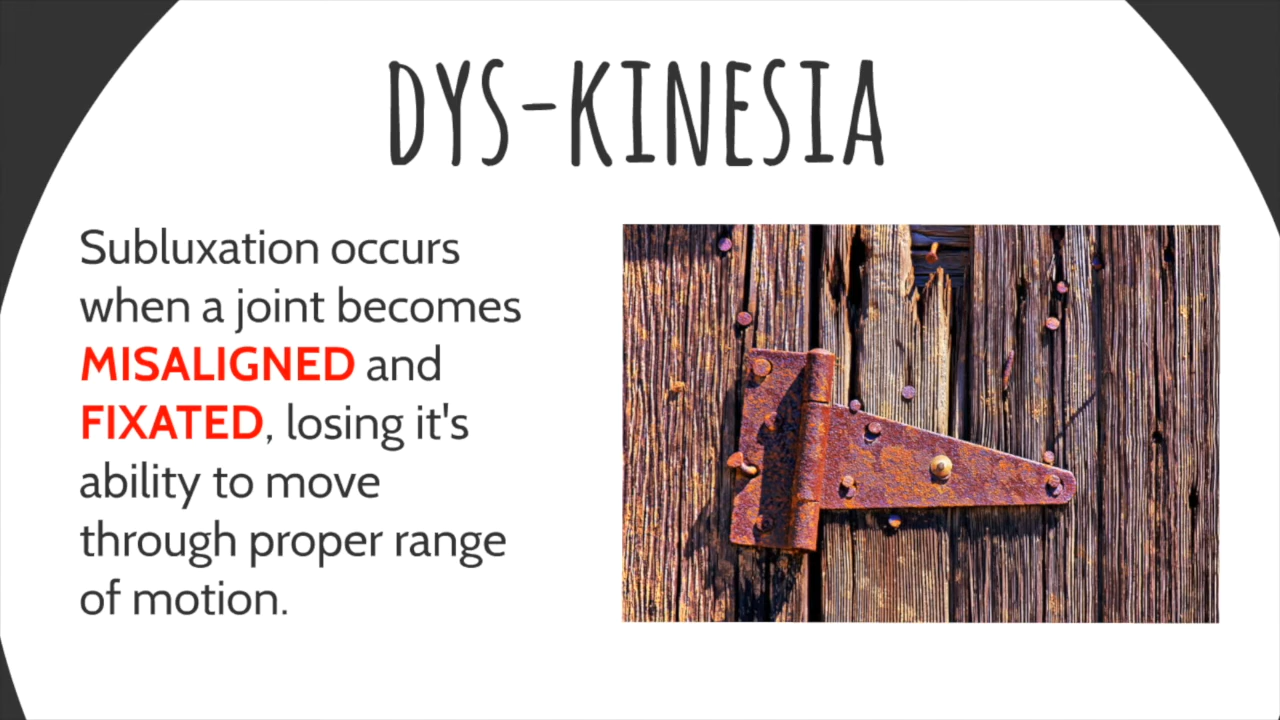 DYS-KINESIA
Subluxation occurs
when a joint becomes
MISALIGNED and
FIXATED, losing it's
ability to move
through proper range
of motion.